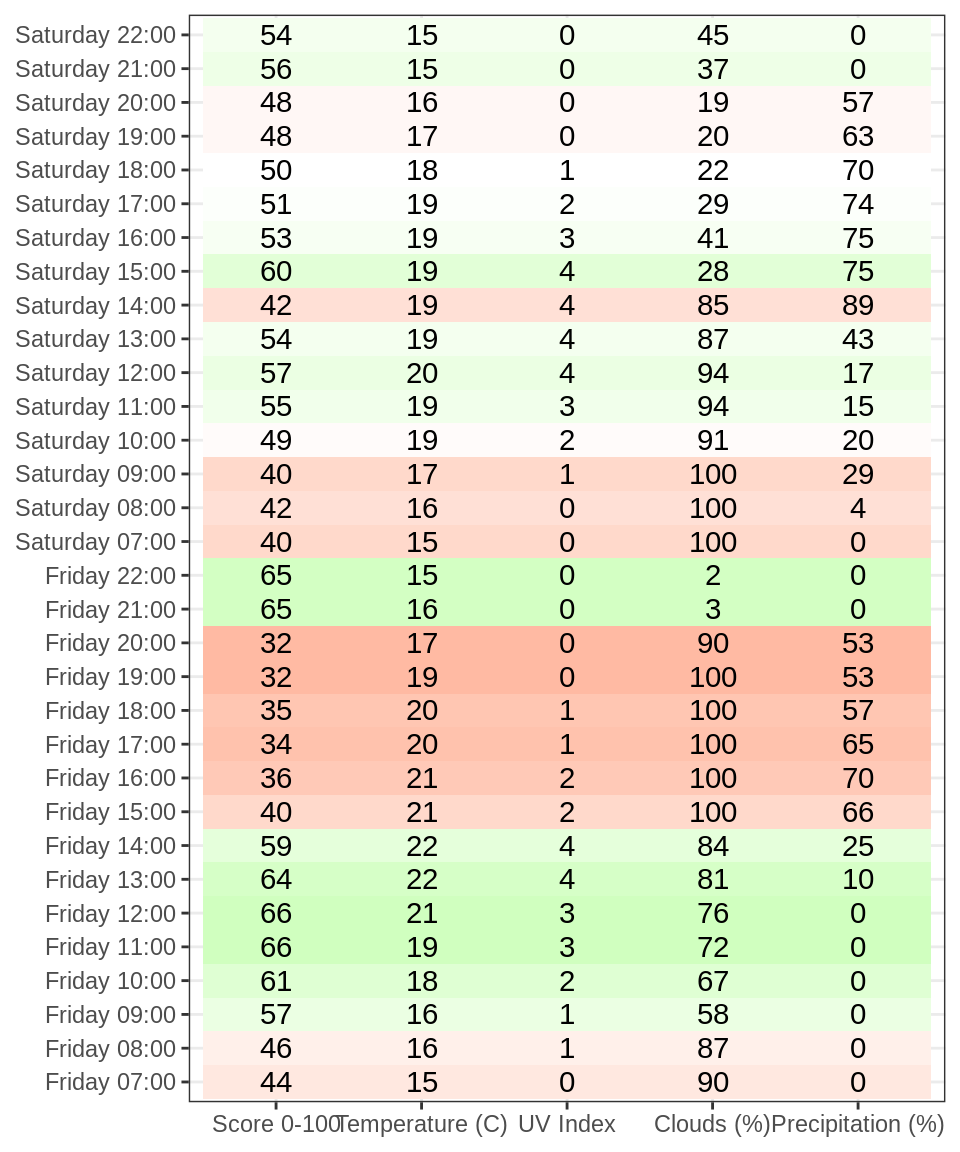 Saturday 22:00 54 15 0 45 0
Saturday 21:00 56 15 0 37 0
Saturday 20:00 48 16 0 19 57
Saturday 19:00 48 17 0 20 63
Saturday 18:00 50 18 1 22 70
Saturday 17:00 51 19 2 29 74
Saturday 16:00 53 19 3 41 75
Saturday 15:00 60 19 4 28 75
Saturday 14:00 42 19 4 85 89
Saturday 13:00 54 19 4 87 43
Saturday 12:00 57 20 4 94 17
Saturday 11:00 55 19 3 94 15
Saturday 10:00 49 19 2 91 20
Saturday 09:00 40 17 1 100 29
Saturday 08:00 42 16 0 100 4
Saturday 07:00 40 15 0 100 0
Friday 22:00 65 15 0 2 0
Friday 21:00 65 16 0 3 0
Friday 20:00 32 17 0 90 53
Friday 19:00 32 19 0 100 53
Friday 18:00 35 20 1 100 57
Friday 17:00 34 20 1 100 65
Friday 16:00 36 21 2 100 70
Friday 15:00 40 21 2 100 66
Friday 14:00 59 22 4 84 25
Friday 13:00 64 22 4 81 10
Friday 12:00 66 21 3 76 0
Friday 11:00 66 19 3 72 0
Friday 10:00 61 18 2 67 0
Friday 09:00 57 16 1 58 0
Friday 08:00 46 16 1 87 0
Friday 07:00 44 15 0 90 0
Score 0-100 Temperature (C) UV Index Clouds (%) Precipitation (%)